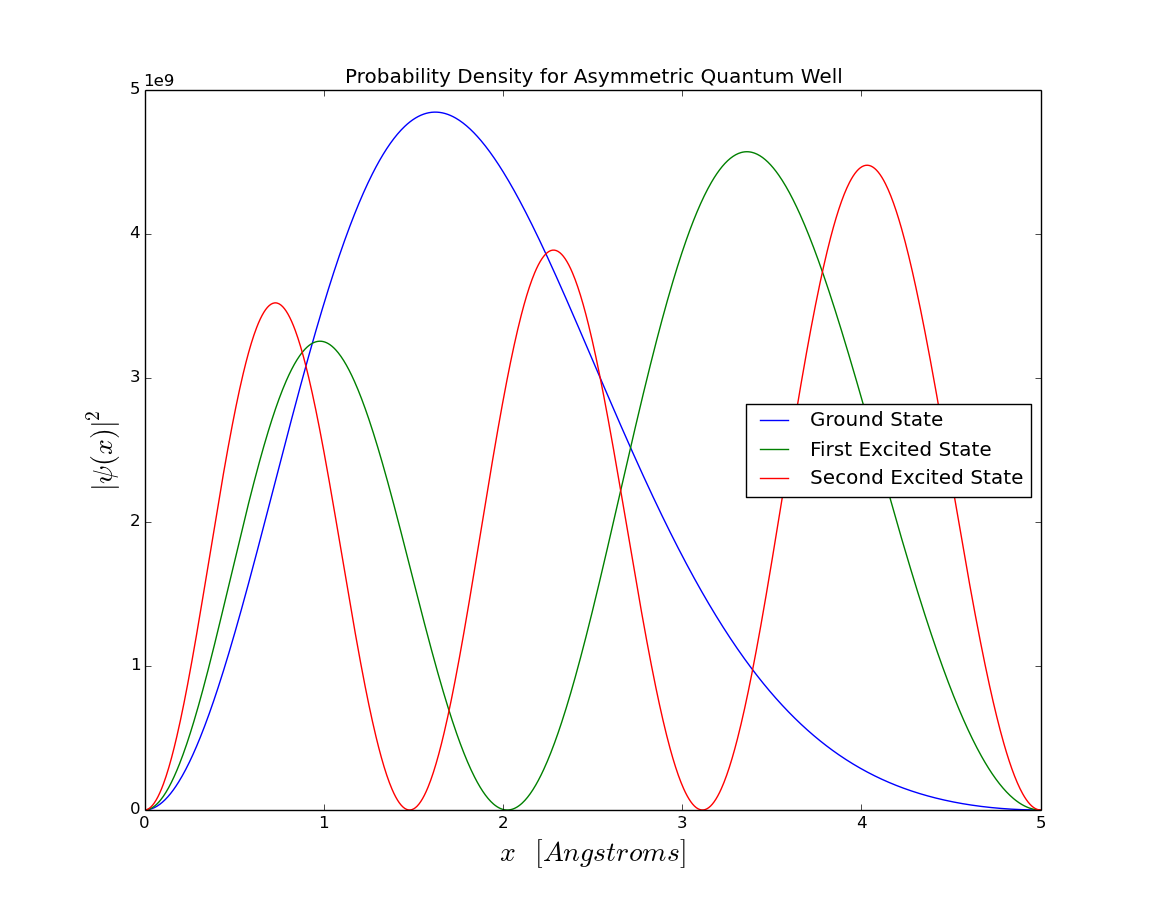 Probability Density for Asymmetric Quantum Well
1e9
5
4
3
2
1
0
|ψ(x)|²
Ground State
First Excited State
Second Excited State
0 1 2 3 4 5
x [Angstroms]